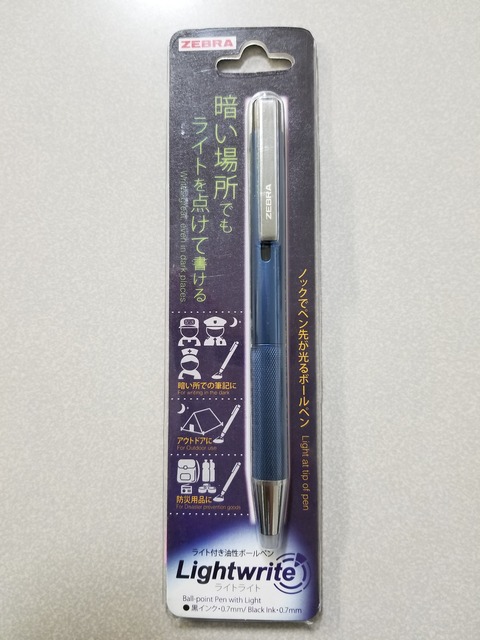 ZEBRA
暗い場所でも
ライトを点けて書ける
Writing clear even in dark places
ZEBRA
ノックでペン先が光るボールペン
Light at tip of pen
暗い所での筆記に
For writing in the dark
アウトドアに
For Outdoor use
防災用品に
For Disaster prevention goods
ライト付き油性ボールペン
Lightwrite
ライトライト
Ball-point Pen with Light
●黒インク・0.7mm/ Black Ink・0.7mm